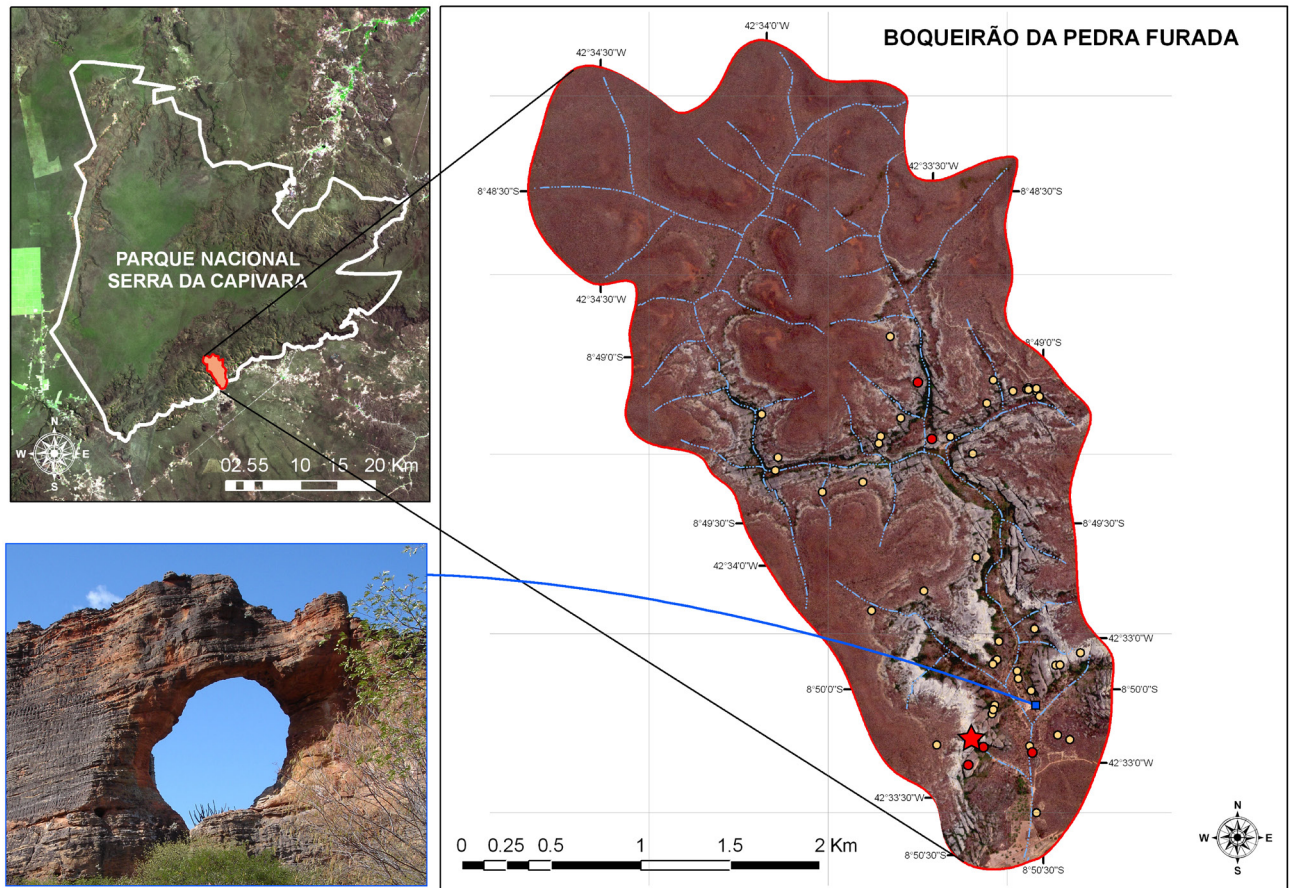 PARQUE NACIONAL
SERRA DA CAPIVARA
N
W
E
S
02.55 10 15 20 Km
BOQUEIRÃO DA PEDRA FURADA
42°34'0"W
42°34'30"W
42°33'30"W
8°48'30"S
8°48'30"S
42°34'30"W
8°49'0"S
8°49'0"S
8°49'30"S
8°49'30"S
42°34'0"W
42°33'0"W
8°50'0"S
8°50'0"S
42°33'0"W
42°33'30"W
8°50'30"S
8°50'30"S
0 0.25 0.5 1 2 Km
N
W
E
S